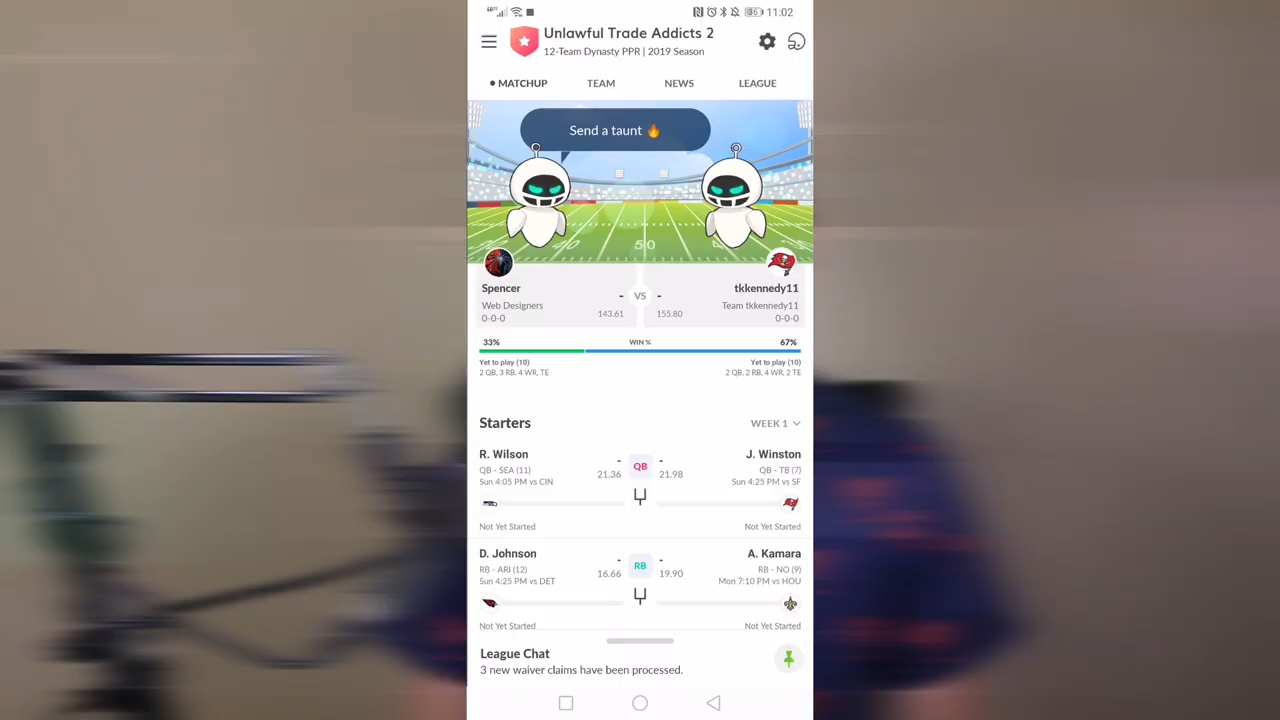 11:02
Unlawful Trade Addicts 2
12-Team Dynasty PPR | 2019 Season
MATCHUP TEAM NEWS LEAGUE
Send a taunt 🔥
50
Spencer - VS - tkkennedy11
Web Designers 143.61 155.80 Team tkkennedy11
0-0-0 0-0-0
33% WIN % 67%
Yet to play (10) Yet to play (10)
2 QB, 3 RB, 4 WR, TE 2 QB, 2 RB, 4 WR, 2 TE
Starters WEEK 1
R. Wilson - QB - J. Winston
QB - SEA (11) 21.36 21.98 QB - TB (7)
Sun 4:05 PM vs CIN Sun 4:25 PM vs SF
Not Yet Started Not Yet Started
D. Johnson - RB - A. Kamara
RB - ARI (12) 16.66 19.90 RB - NO (9)
Sun 4:25 PM vs DET Mon 7:10 PM vs HOU
Not Yet Started Not Yet Started
League Chat
3 new waiver claims have been processed.